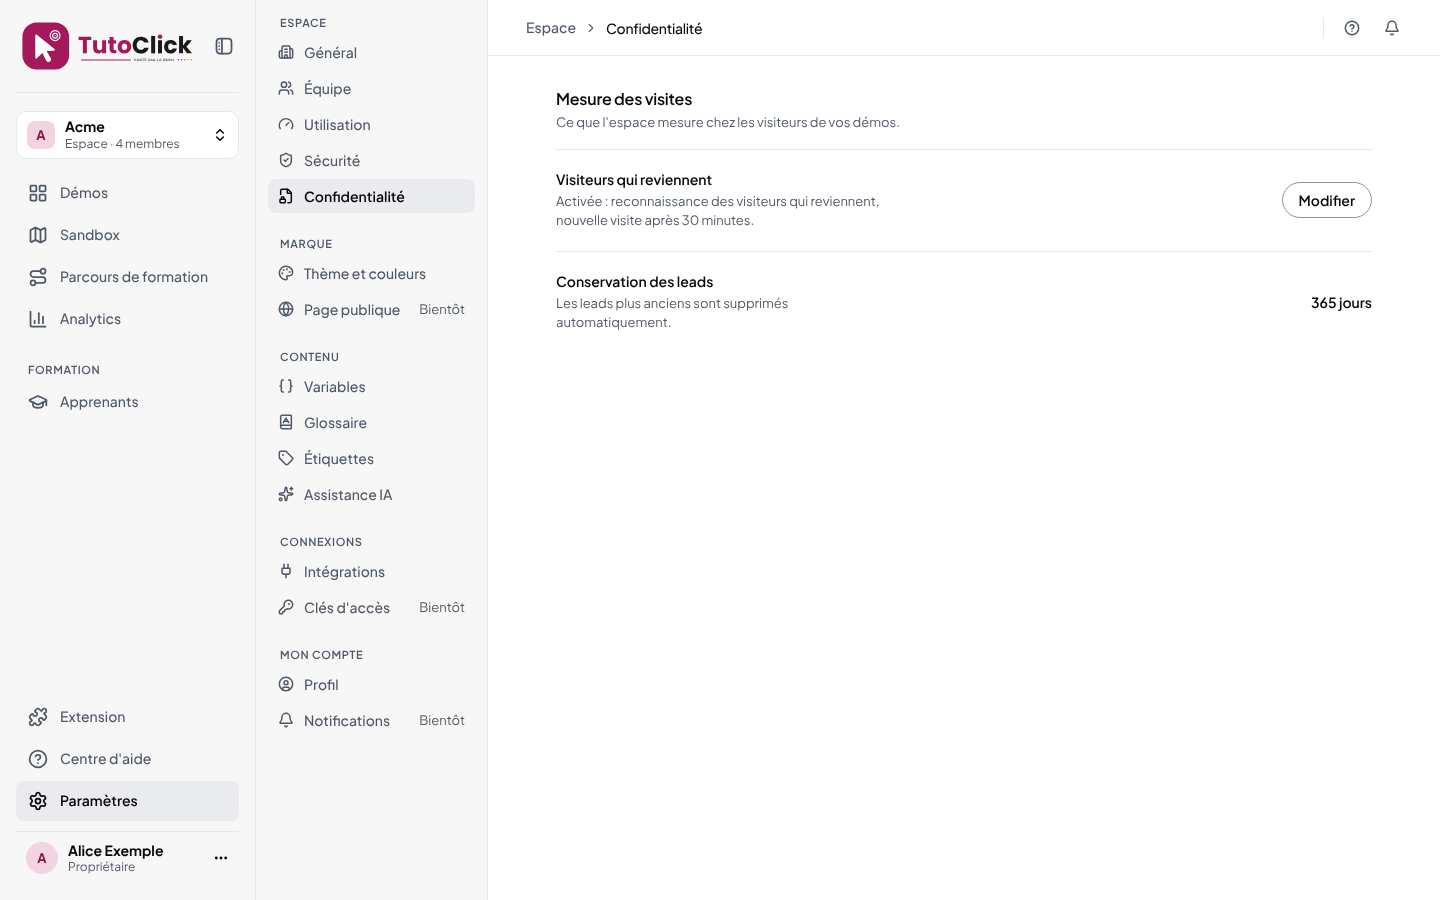 TutoClick
A
Acme
Espace · 4 membres
Démos
Sandbox
Parcours de formation
Analytics
FORMATION
Apprenants
Extension
Centre d'aide
Paramètres
A
Alice Exemple
Propriétaire
ESPACE
Général
Équipe
Utilisation
Sécurité
Confidentialité
MARQUE
Thème et couleurs
Page publique Bientôt
CONTENU
Variables
Glossaire
Étiquettes
Assistance IA
CONNEXIONS
Intégrations
Clés d'accès Bientôt
MON COMPTE
Profil
Notifications Bientôt
Espace > Confidentialité
Mesure des visites
Ce que l'espace mesure chez les visiteurs de vos démos.
Visiteurs qui reviennent
Activée : reconnaissance des visiteurs qui reviennent,
nouvelle visite après 30 minutes.
Modifier
Conservation des leads
Les leads plus anciens sont supprimés
automatiquement.
365 jours